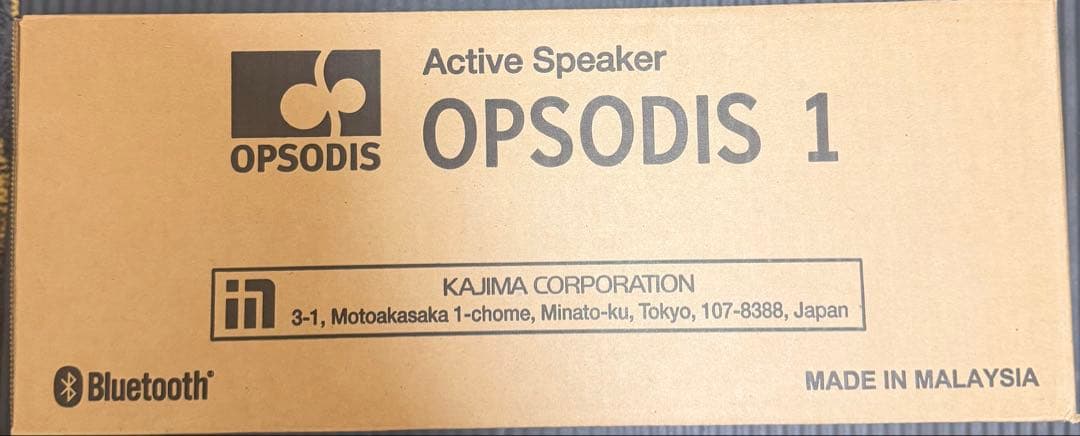 Active Speaker
OPSODIS 1
OPSODIS
KAJIMA CORPORATION
3-1, Motoakasaka 1-chome, Minato-ku, Tokyo, 107-8388, Japan
Bluetooth®
MADE IN MALAYSIA